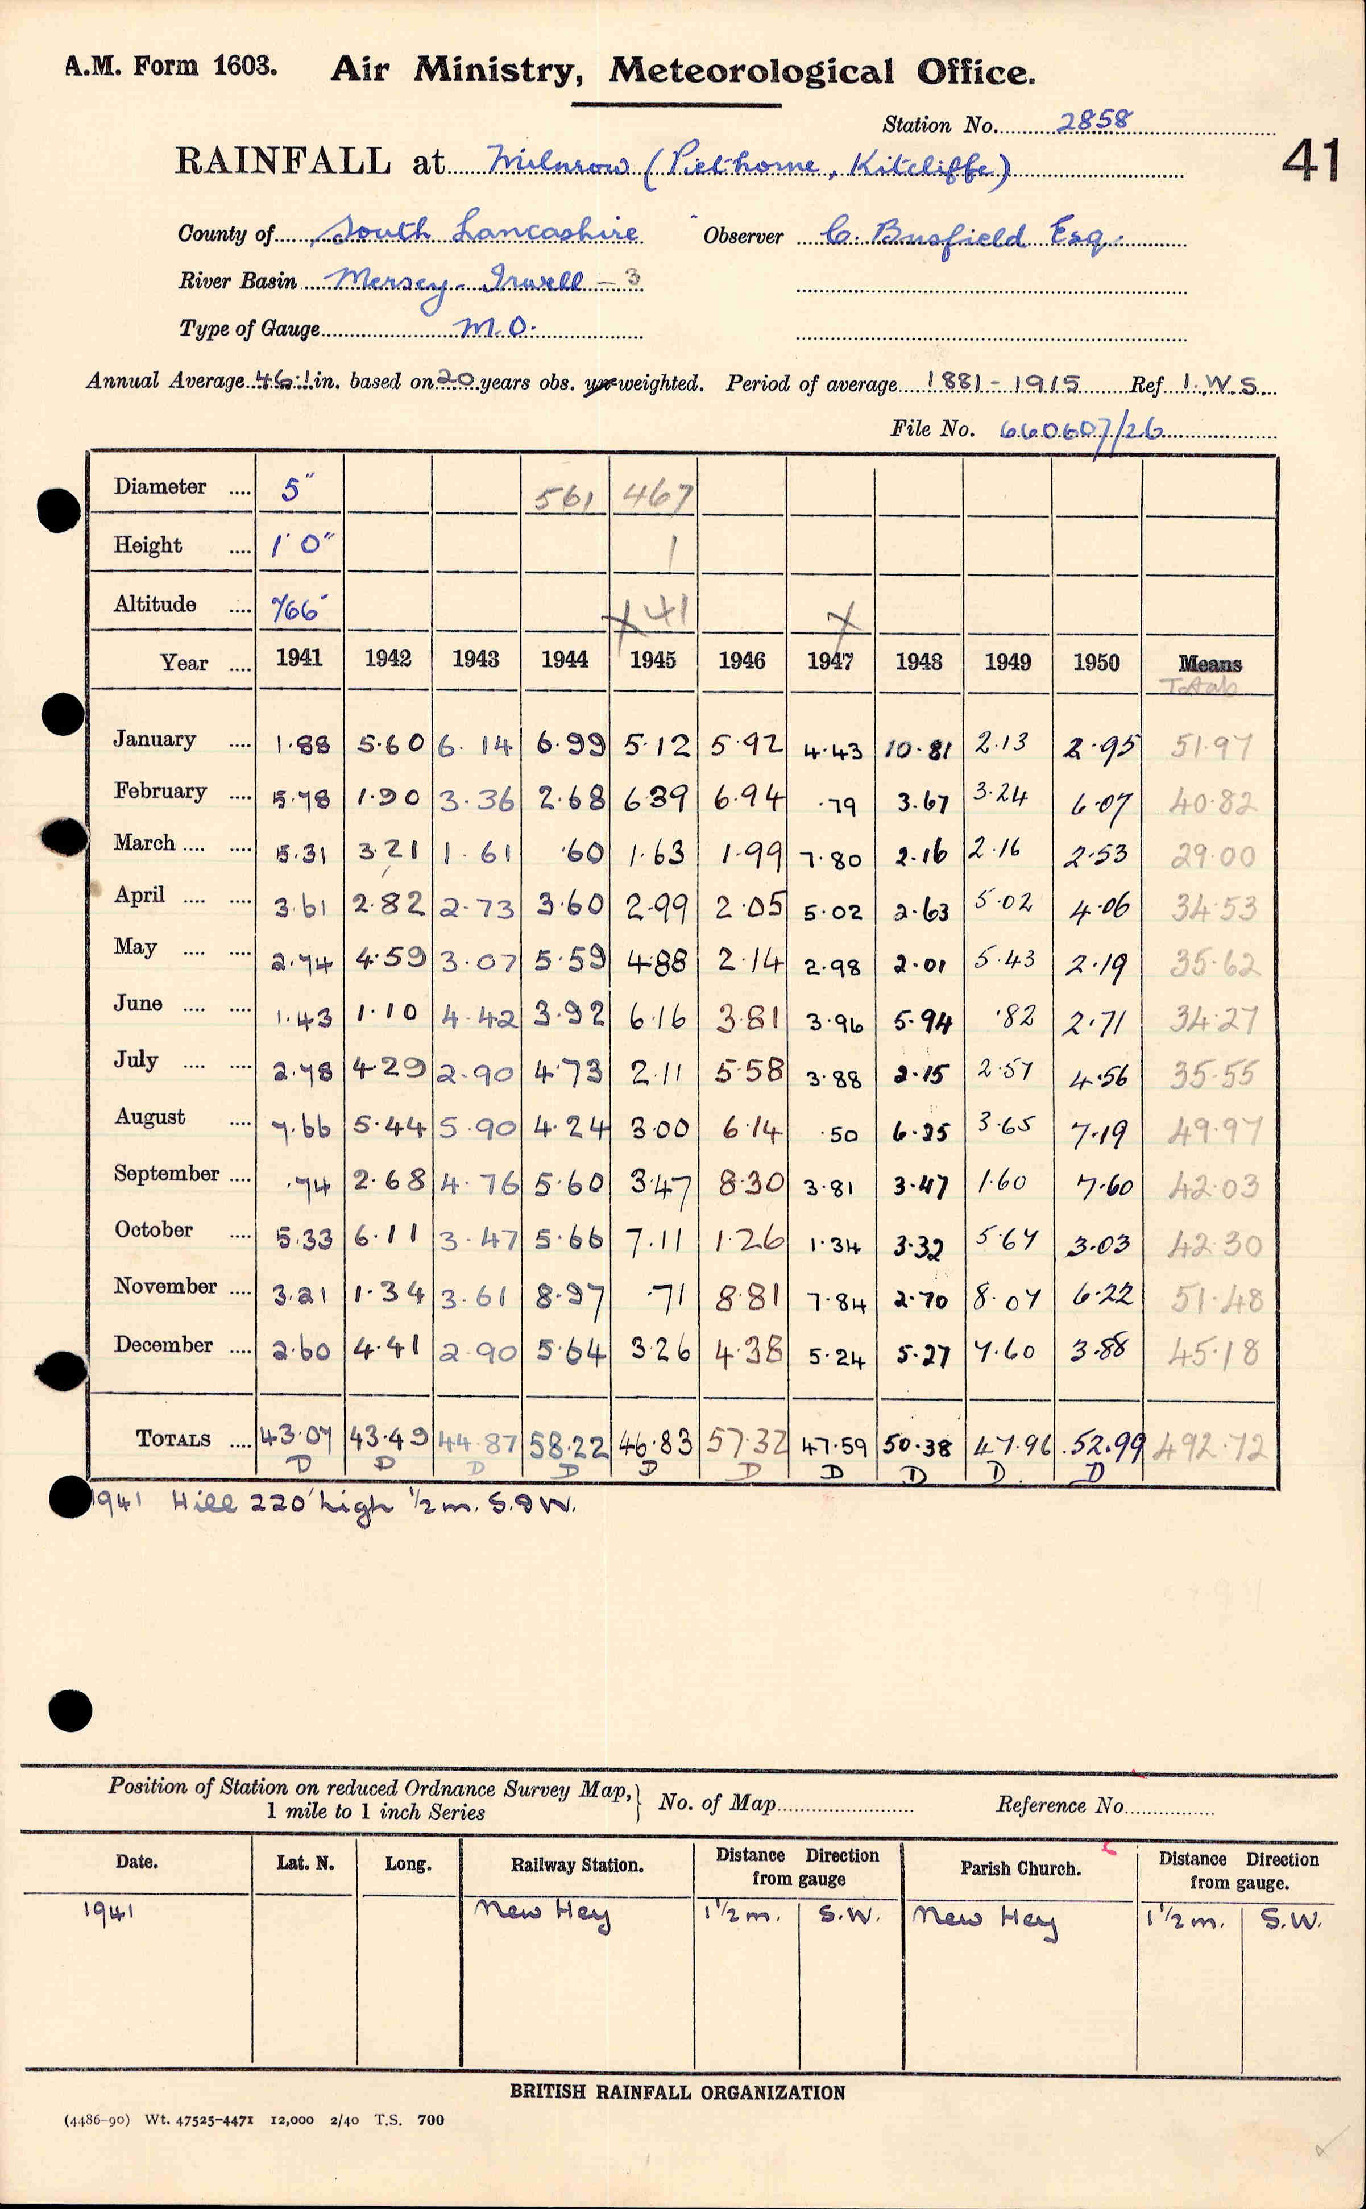 A.M. Form 1603. Air Ministry, Meteorological Office.
Station No. 2858
41
RAINFALL at Milnrow (Piethorne, Kitcliffe)
County of South Lancashire Observer C. Busfield Esq.
River Basin Mersey - Irwell - 3
Type of Gauge M.O.
Annual Average 46.1 in. based on 20 years obs. weighted. Period of average 1881-1915 Ref I.W.S.
File No. 660607/26
Diameter .... 5" 561 467
Height .... 1' 0" 1
Altitude .... 766' X 41 X
Year .... 1941 1942 1943 1944 1945 1946 1947 1948 1949 1950 Means
Totals
January .... 1.88 5.60 6.14 6.99 5.12 5.92 4.43 10.81 2.13 2.95 51.97
February .... 5.78 1.90 3.36 2.68 6.39 6.94 .79 3.67 3.24 6.07 40.82
March .... .... 5.31 3.21 1.61 .60 1.63 1.99 7.80 2.16 2.16 2.53 29.00
April .... .... 3.61 2.82 2.73 3.60 2.99 2.05 5.02 2.63 5.02 4.06 34.53
May .... .... 2.74 4.59 3.07 5.59 4.88 2.14 2.98 2.01 5.43 2.19 35.62
June .... .... 1.43 1.10 4.42 3.92 6.16 3.81 3.96 5.94 .82 2.71 34.27
July .... .... 2.78 4.29 2.90 4.73 2.11 5.58 3.88 2.15 2.57 4.56 35.55
August .... 7.66 5.44 5.90 4.24 3.00 6.14 .50 6.25 3.65 7.19 49.97
September .... .74 2.68 4.76 5.60 3.47 8.30 3.81 3.47 1.60 7.60 42.03
October .... 5.33 6.11 3.47 5.66 7.11 1.26 1.34 3.32 5.67 3.03 42.30
November .... 3.21 1.34 3.61 8.97 .71 8.81 7.84 2.70 8.07 6.22 51.48
December .... 2.60 4.41 2.90 5.64 3.26 4.38 5.24 5.27 7.60 3.88 45.18
TOTALS .... 43.07 43.49 44.87 58.22 46.83 57.32 47.59 50.38 47.96 52.99 492.72
D D D D D D D D D D
1941 Hill 220' high 1/2 m. S. & W.
Position of Station on reduced Ordnance Survey Map,} No. of Map Reference No.
1 mile to 1 inch Series
Date. Lat. N. Long. Railway Station. Distance Direction from gauge Parish Church. Distance Direction from gauge.
1941 New Hey 1 1/2 m. S.W. New Hey 1 1/2 m. S.W.
BRITISH RAINFALL ORGANIZATION
(4486-90) Wt. 47525-4471 12,000 2/40 T.S. 700